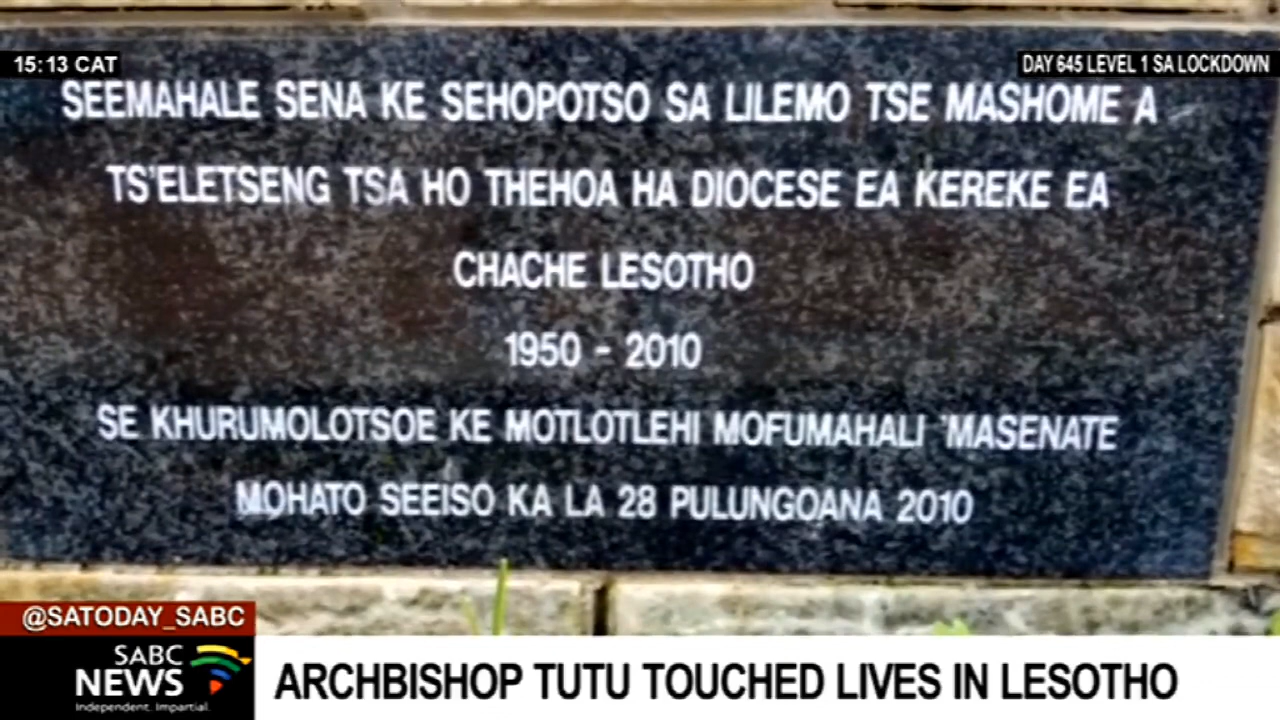 15:13 CAT
DAY 645 LEVEL 1 SA LOCKDOWN
SEEMAHALE SENA KE SEHOPOTSO SA LILEMO TSE MASHOME A
TS'ELETSENG TSA HO THEHOA HA DIOCESE EA KEREKE EA
CHACHE LESOTHO
1950 - 2010
SE KHURUMOLOTSOE KE MOTLOTLEHI MOFUMAHALI 'MASENATE
MOHATO SEEISO KA LA 28 PULUNGOANA 2010
@SATODAY_SABC
SABC
NEWS
Independent. Impartial.
ARCHBISHOP TUTU TOUCHED LIVES IN LESOTHO